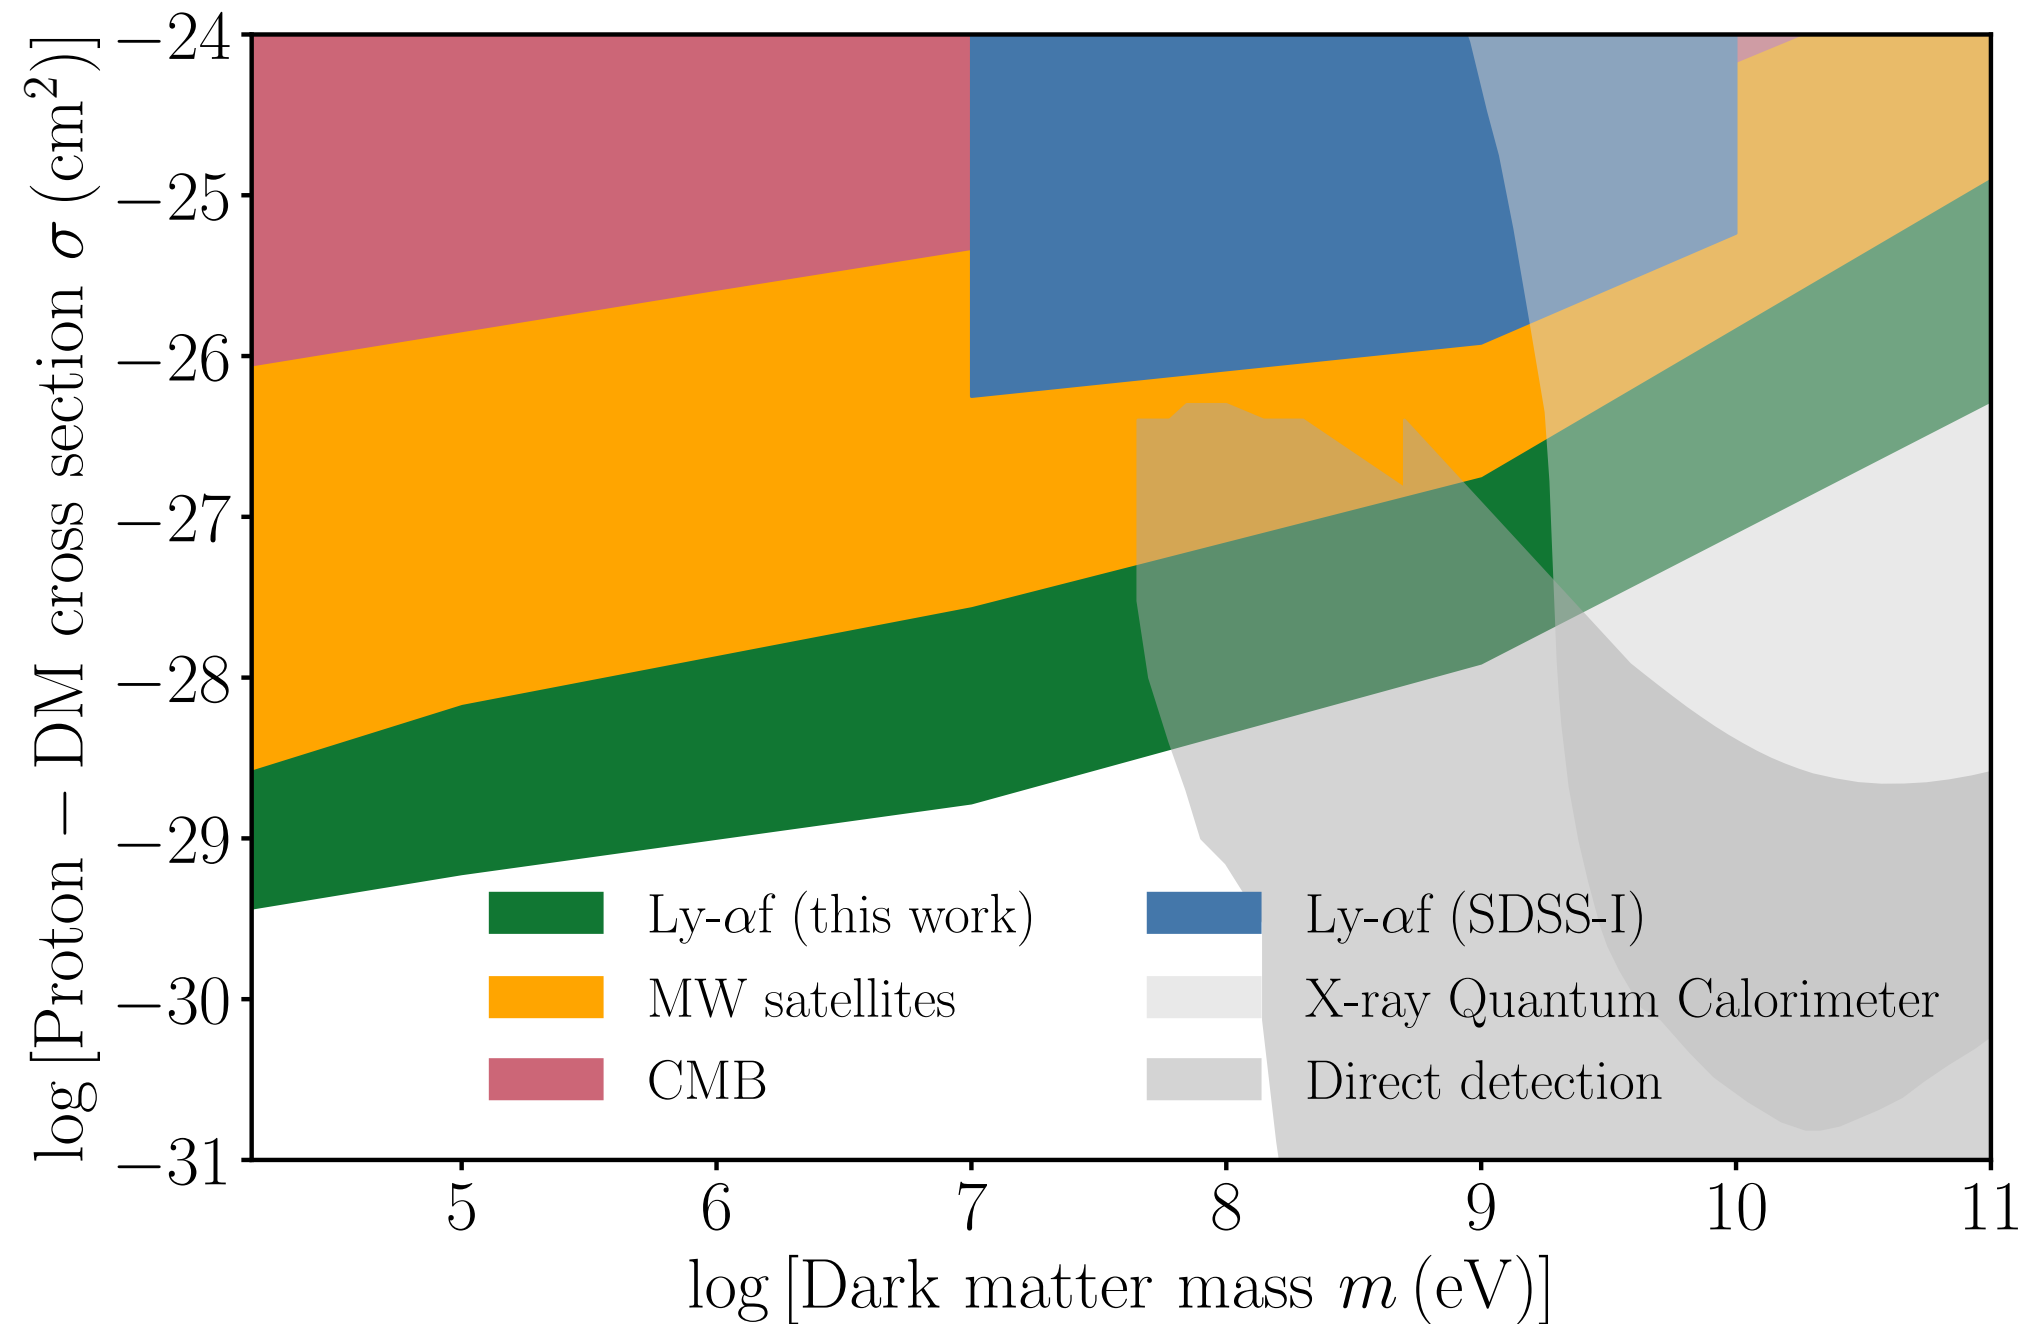 log [Proton − DM cross section σ (cm²)]
−24
−25
−26
−27
−28
−29
−30
−31
Ly-αf (this work)
MW satellites
CMB
Ly-αf (SDSS-I)
X-ray Quantum Calorimeter
Direct detection
5 6 7 8 9 10 11
log [Dark matter mass m (eV)]